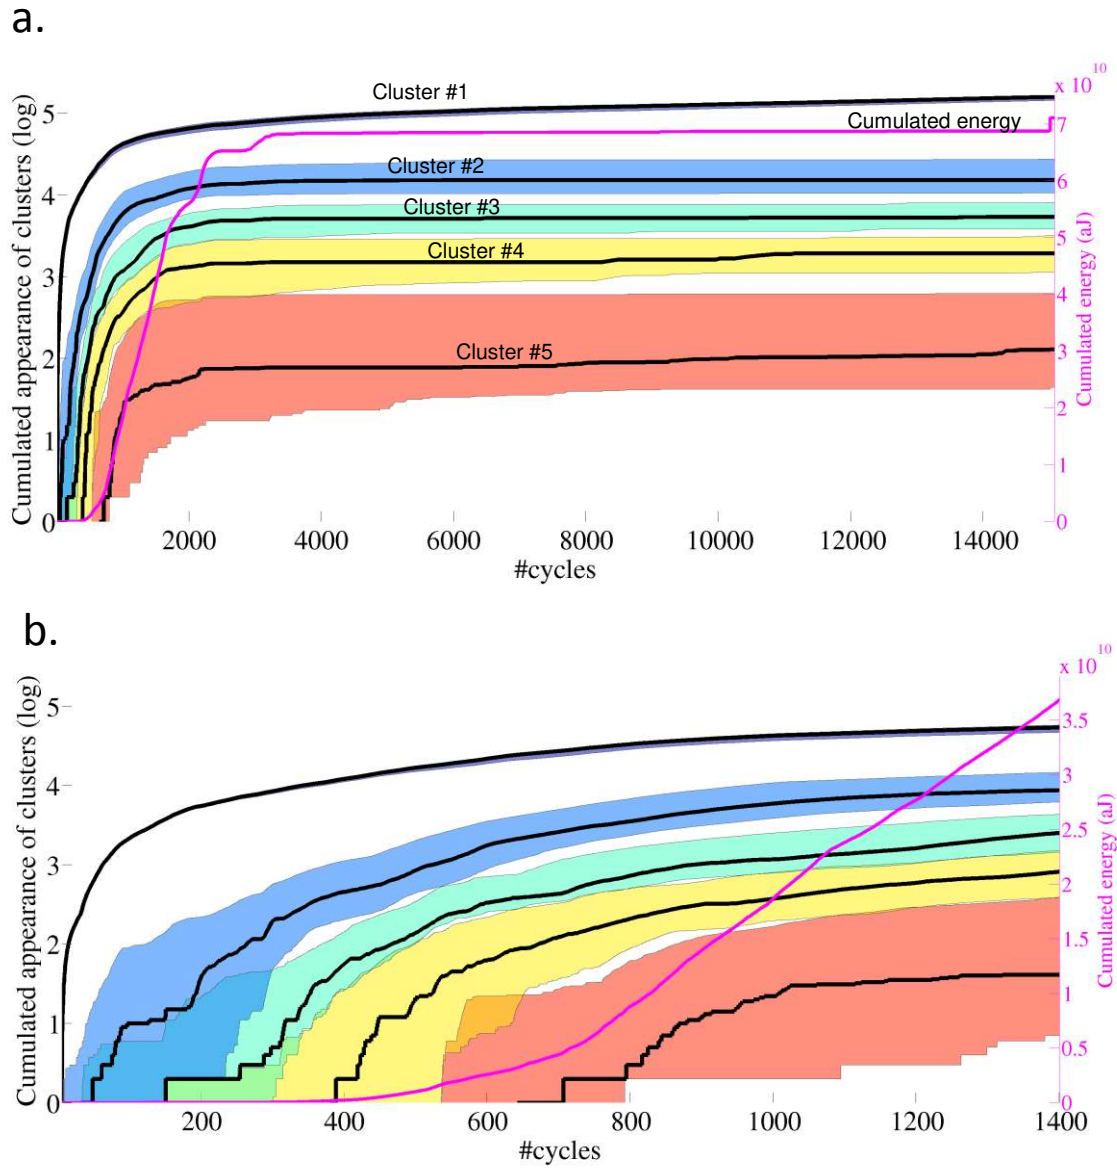 a.
x 10^10
Cumulated appearance of clusters (log)
5
4
3
2
1
0
Cluster #1
Cumulated energy
Cluster #2
Cluster #3
Cluster #4
Cluster #5
7
6
5
4
3
2
1
0
Cumulated energy (aJ)
2000 4000 6000 8000 10000 12000 14000
#cycles
b.
x 10^10
Cumulated appearance of clusters (log)
5
4
3
2
1
0
3.5
3
2.5
2
1.5
1
0.5
0
Cumulated energy (aJ)
200 400 600 800 1000 1200 1400
#cycles